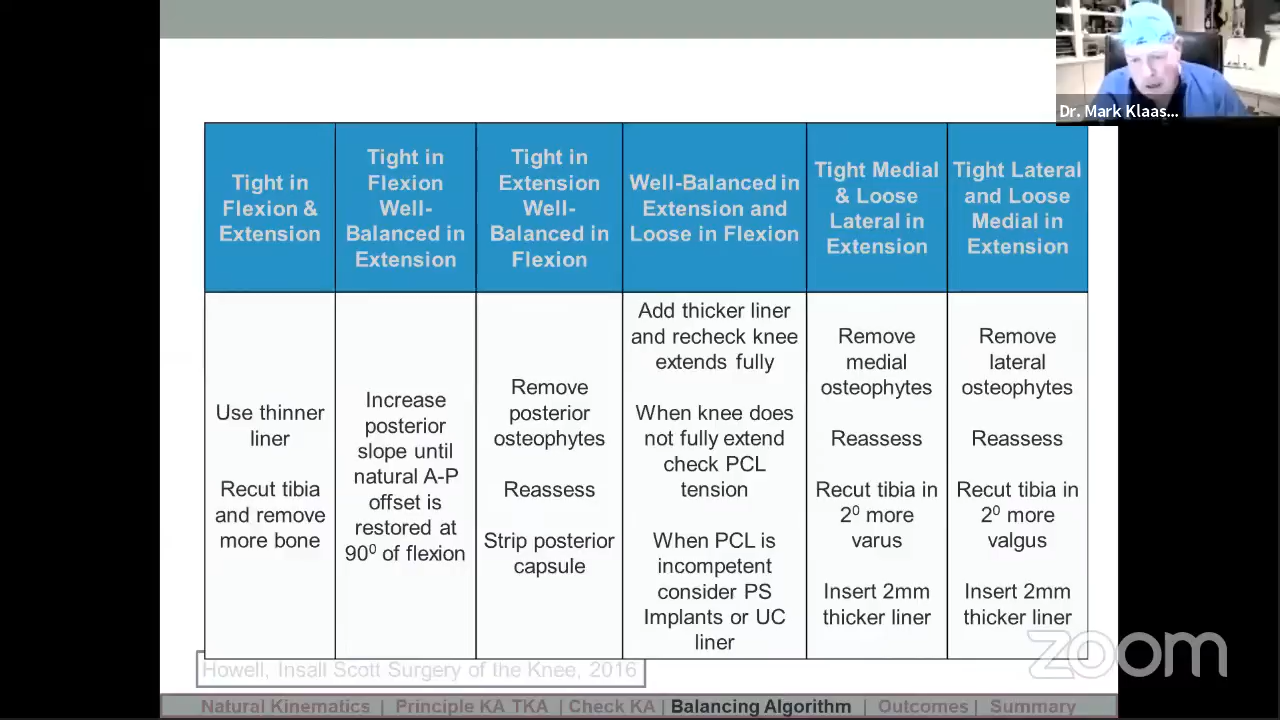 Dr. Mark Klaas...
Tight in
Flexion &
Extension
Tight in
Flexion
Well-
Balanced in
Extension
Tight in
Extension
Well-
Balanced in
Flexion
Well-Balanced in
Extension and
Loose in Flexion
Tight Medial
& Loose
Lateral in
Extension
Tight Lateral
and Loose
Medial in
Extension
Use thinner
liner
Recut tibia
and remove
more bone
Increase
posterior
slope until
natural A-P
offset is
restored at
90⁰ of flexion
Remove
posterior
osteophytes
Reassess
Strip posterior
capsule
Add thicker liner
and recheck knee
extends fully
When knee does
not fully extend
check PCL
tension
When PCL is
incompetent
consider PS
Implants or UC
liner
Remove
medial
osteophytes
Reassess
Recut tibia in
2⁰ more
varus
Insert 2mm
thicker liner
Remove
lateral
osteophytes
Reassess
Recut tibia in
2⁰ more
valgus
Insert 2mm
thicker liner
Howell, Insall Scott Surgery of the Knee, 2016
zoom
Natural Kinematics | Principle KA TKA | Check KA | Balancing Algorithm | Outcomes | Summary